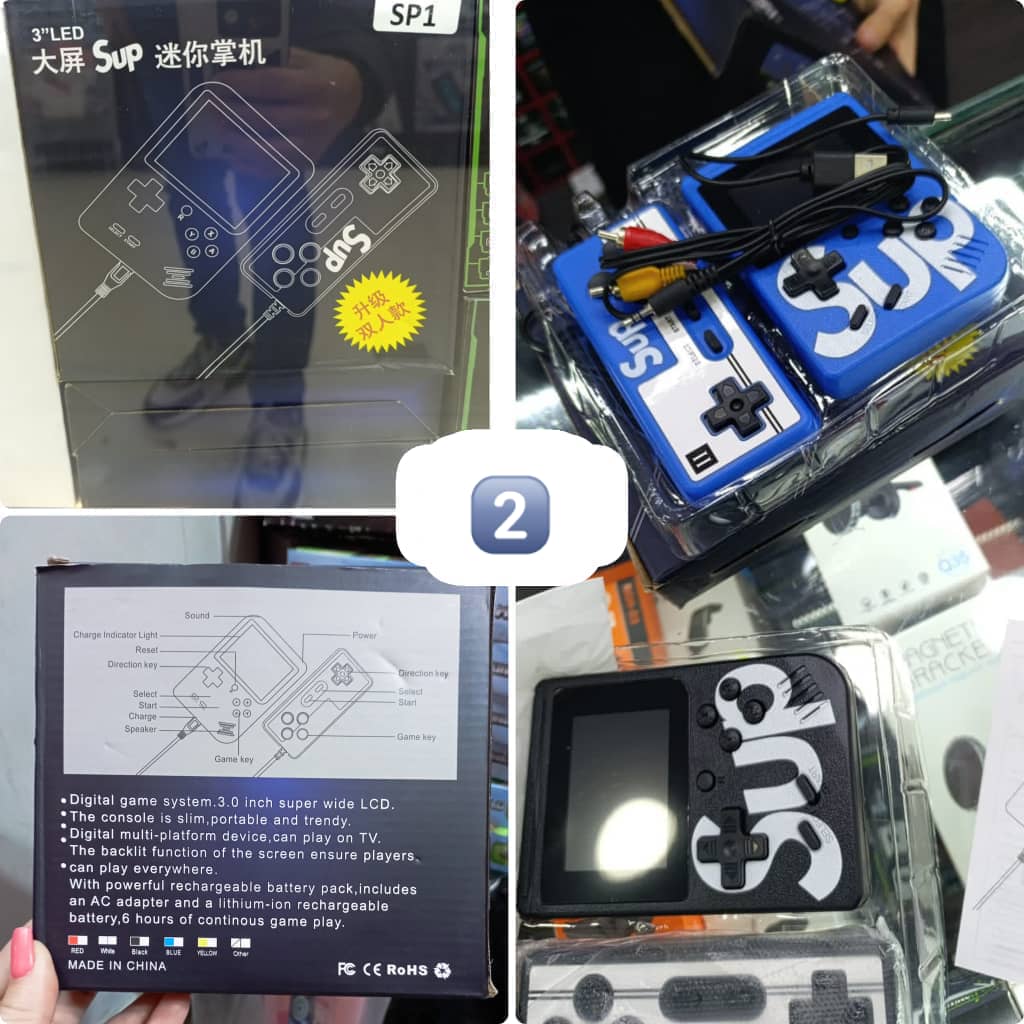 SP1
3"LED
大屏 Sup 迷你掌机
Sup
升级
双人款
Sup
Sup
SELECT
START
2
Sound
Charge Indicator Light
Reset
Direction key
Select
Start
Charge
Speaker
Game key
Power
Direction key
Select
Start
Game key
•Digital game system.3.0 inch super wide LCD.
•The console is slim,portable and trendy.
•Digital multi-platform device,can play on TV.
The backlit function of the screen ensure players
•can play everywhere.
With powerful rechargeable battery pack,includes
an AC adapter and a lithium-ion rechargeable
battery,6 hours of continous game play.
RED White Black BLUE YELLOW Other
MADE IN CHINA
FC CE RoHS
Q38
MAGNET
BRACKE
Sup